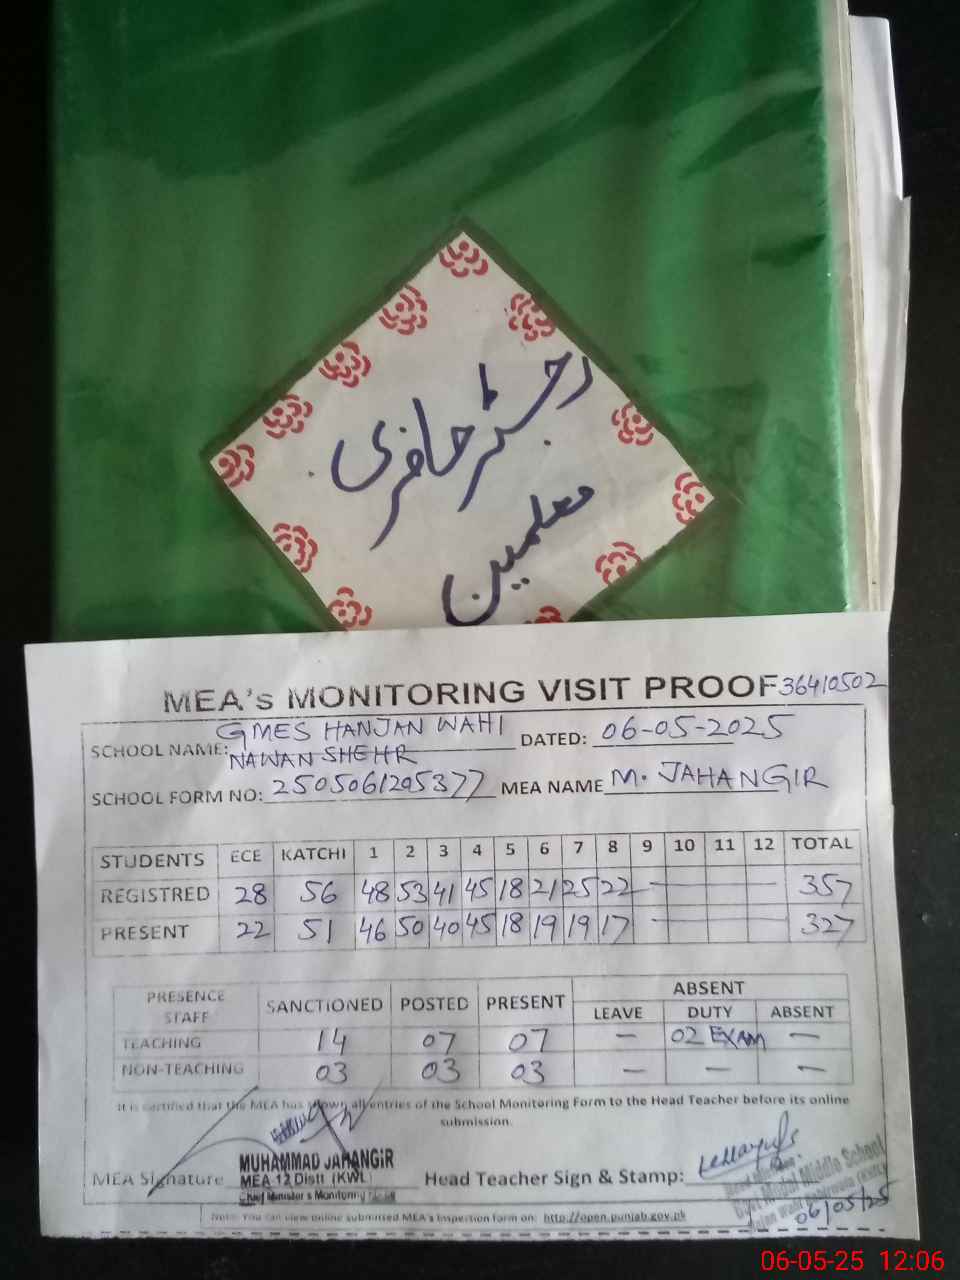 رجسٹر حاضری
معلمین
MEA's MONITORING VISIT PROOF 36410502
SCHOOL NAME: GMES HANJAN WAHI DATED: 06-05-2025
NAWAN SHEHR
SCHOOL FORM NO: 2505061205377 MEA NAME M. JAHANGIR
STUDENTS ECE KATCHI 1 2 3 4 5 6 7 8 9 10 11 12 TOTAL
REGISTRED 28 56 48 53 41 45 18 21 25 22 — — — — 357
PRESENT 22 51 46 50 40 45 18 19 19 17 — — — — 327
PRESENCE STAFF SANCTIONED POSTED PRESENT ABSENT
LEAVE DUTY ABSENT
TEACHING 14 07 07 — 02 EXAM —
NON-TEACHING 03 03 03 — — —
It is certified that the MEA has shown all entries of the School Monitoring Form to the Head Teacher before its online
submission.
MEA Signature MUHAMMAD JAHANGIR Head Teacher Sign & Stamp:
MEA 12 Distt (KWL)
Chief Minister's Monitoring
Govt Model Middle School
06/05/25
Note: You can view online submitted MEA's Inspection form on: http://open.punjab.gov.pk
06-05-25 12:06